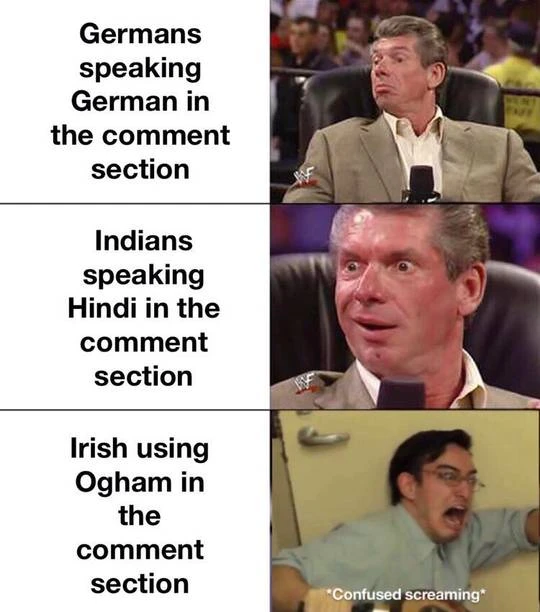 Germans
speaking
German in
the comment
section
Indians
speaking
Hindi in the
comment
section
Irish using
Ogham in
the
comment
section
*Confused screaming*